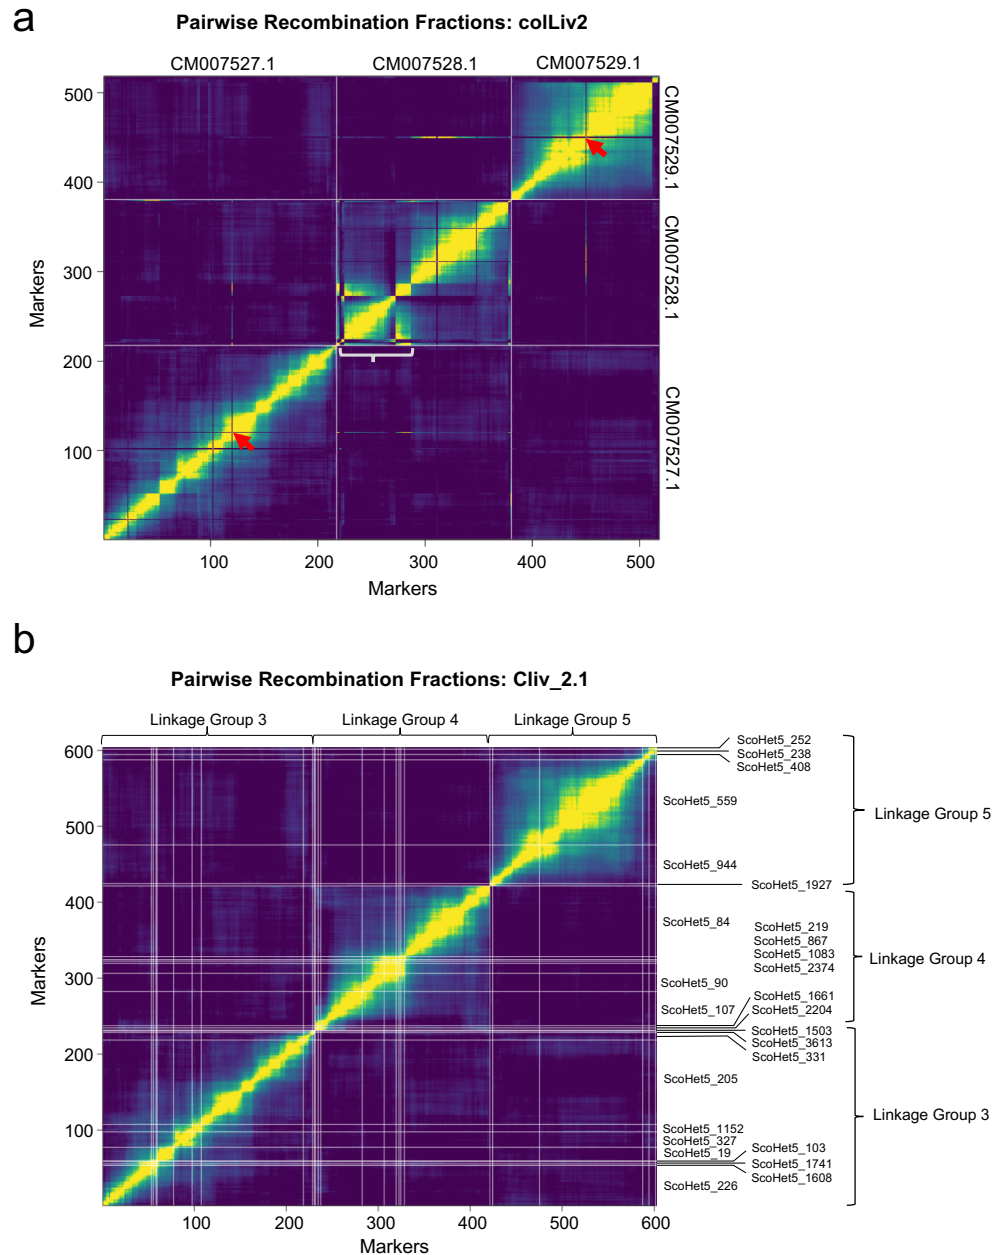 a
Pairwise Recombination Fractions: colLiv2
CM007527.1
CM007528.1
CM007529.1
500
400
300
200
100
Markers
CM007529.1
CM007528.1
CM007527.1
100
200
300
400
500
Markers
b
Pairwise Recombination Fractions: Cliv_2.1
Linkage Group 3
Linkage Group 4
Linkage Group 5
600
500
400
300
200
100
Markers
ScoHet5_252
ScoHet5_238
ScoHet5_408
ScoHet5_559
Linkage Group 5
ScoHet5_944
ScoHet5_1927
ScoHet5_84
ScoHet5_219
ScoHet5_867
ScoHet5_1083
ScoHet5_2374
Linkage Group 4
ScoHet5_90
ScoHet5_1661
ScoHet5_107
ScoHet5_2204
ScoHet5_1503
ScoHet5_3613
ScoHet5_331
ScoHet5_205
Linkage Group 3
ScoHet5_1152
ScoHet5_327
ScoHet5_19
ScoHet5_103
ScoHet5_1741
ScoHet5_1608
ScoHet5_226
100
200
300
400
500
600
Markers